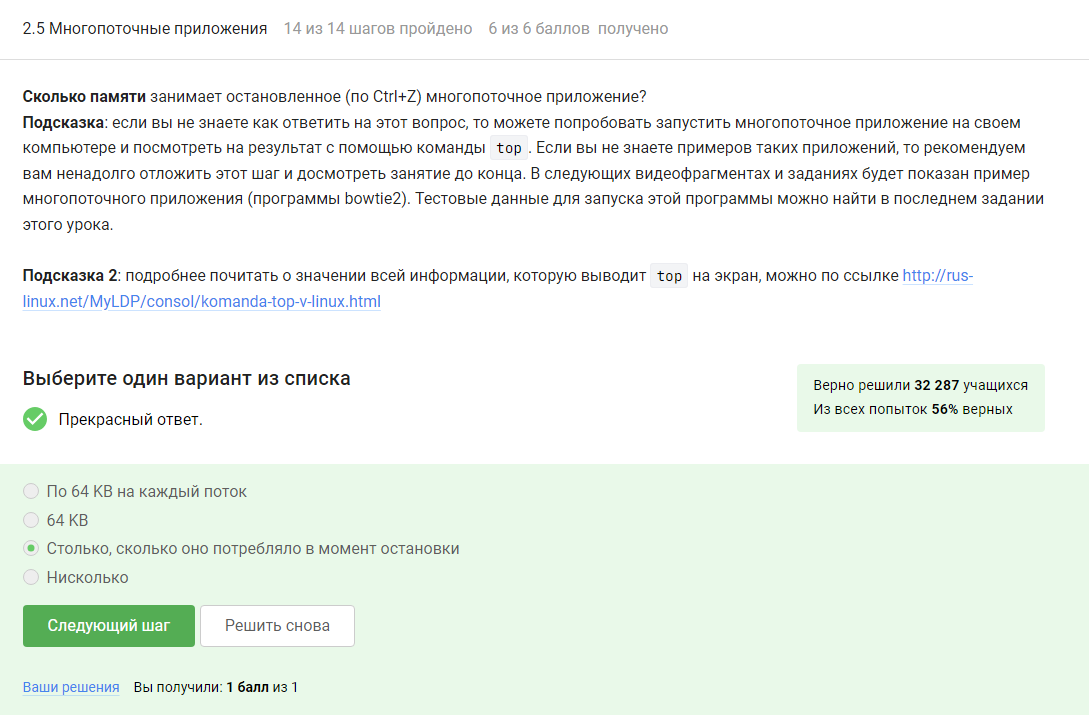 2.5 Многопоточные приложения 14 из 14 шагов пройдено 6 из 6 баллов получено
Сколько памяти занимает остановленное (по Ctrl+Z) многопоточное приложение?
Подсказка: если вы не знаете как ответить на этот вопрос, то можете попробовать запустить многопоточное приложение на своем
компьютере и посмотреть на результат с помощью команды top. Если вы не знаете примеров таких приложений, то рекомендуем
вам ненадолго отложить этот шаг и досмотреть занятие до конца. В следующих видеофрагментах и заданиях будет показан пример
многопоточного приложения (программы bowtie2). Тестовые данные для запуска этой программы можно найти в последнем задании
этого урока.
Подсказка 2: подробнее почитать о значении всей информации, которую выводит top на экран, можно по ссылке http://rus-
linux.net/MyLDP/consol/komanda-top-v-linux.html
Выберите один вариант из списка
Прекрасный ответ.
Верно решили 32 287 учащихся
Из всех попыток 56% верных
По 64 KB на каждый поток
64 KB
Столько, сколько оно потребляло в момент остановки
Нисколько
Следующий шаг Решить снова
Ваши решения Вы получили: 1 балл из 1